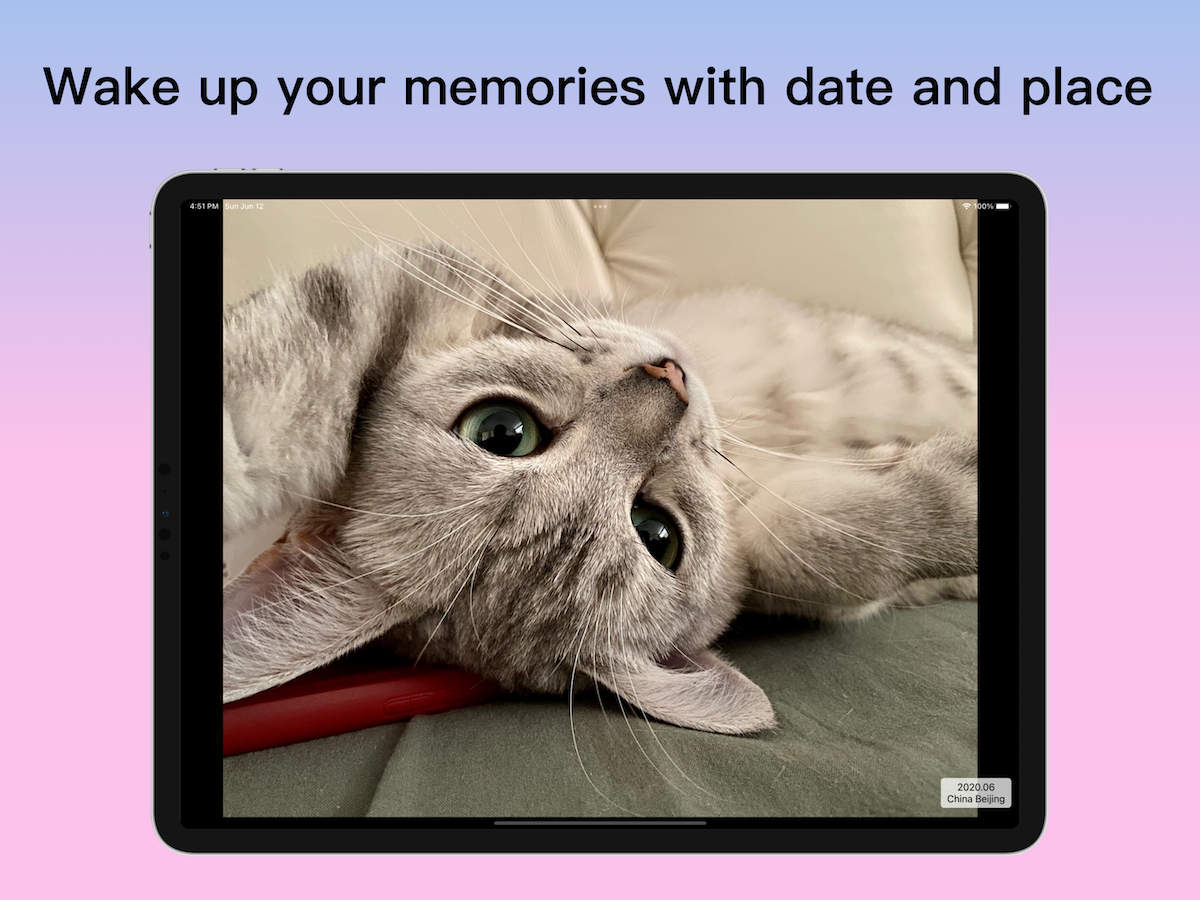 Wake up your memories with date and place
4:51 PM Sun Jun 12
100%
2020.06
China Beijing